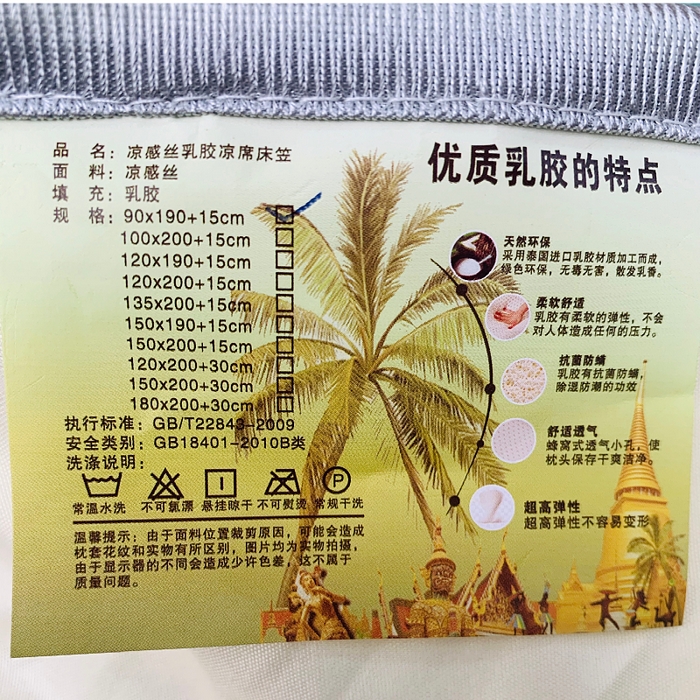 品 名：凉感丝乳胶凉席床笠
面 料：凉感丝
填 充：乳胶
规 格：90x190+15cm
100x200+15cm
120x190+15cm
120x200+15cm
135x200+15cm
150x190+15cm
150x200+15cm
120x200+30cm
150x200+30cm
180x200+30cm
执行标准：GB/T22843-2009
安全类别：GB18401-2010B类
洗涤说明：
P
常温水洗 不可氯漂 悬挂晾干 不可熨烫 常规干洗
温馨提示：由于面料位置裁剪原因，可能会造成
枕套花纹和实物有所区别，图片均为实物拍摄，
由于显示器的不同会造成少许色差，这不属于
质量问题。
优质乳胶的特点
天然环保
采用泰国进口乳胶材质加工而成，
绿色环保，无毒无害，散发乳香。
柔软舒适
乳胶有柔软的弹性，不会
对人体造成任何的压力。
抗菌防螨
乳胶有抗菌防螨，
除湿防潮的功效
舒适透气
蜂窝式透气小孔，使
枕头保存干爽洁净。
超高弹性
超高弹性不容易变形